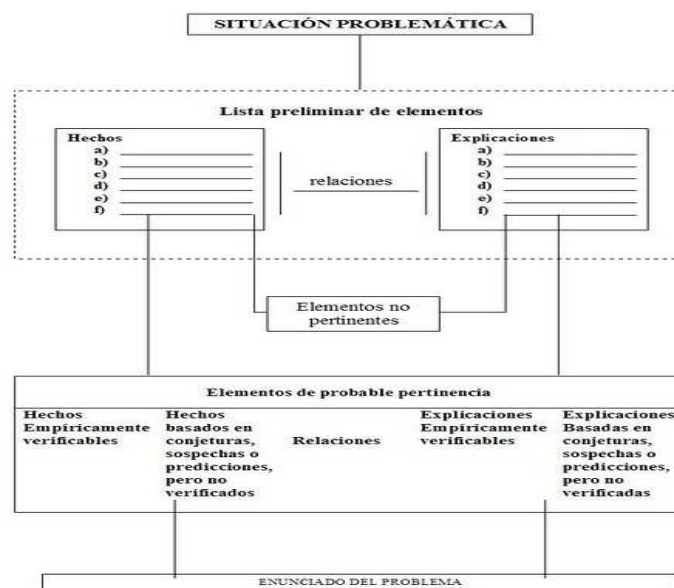 SITUACIÓN PROBLEMÁTICA
Lista preliminar de elementos
Hechos
a)
b)
c)
d)
e)
f)
relaciones
Explicaciones
a)
b)
c)
d)
e)
f)
Elementos no
pertinentes
Elementos de probable pertinencia
Hechos
Empíricamente
verificables
Hechos
basados en
conjeturas,
sospechas o
predicciones,
pero no
verificados
Relaciones
Explicaciones
Empíricamente
verificables
Explicaciones
Basadas en
conjeturas,
sospechas o
predicciones,
pero no
verificadas
ENUNCIADO DEL PROBLEMA